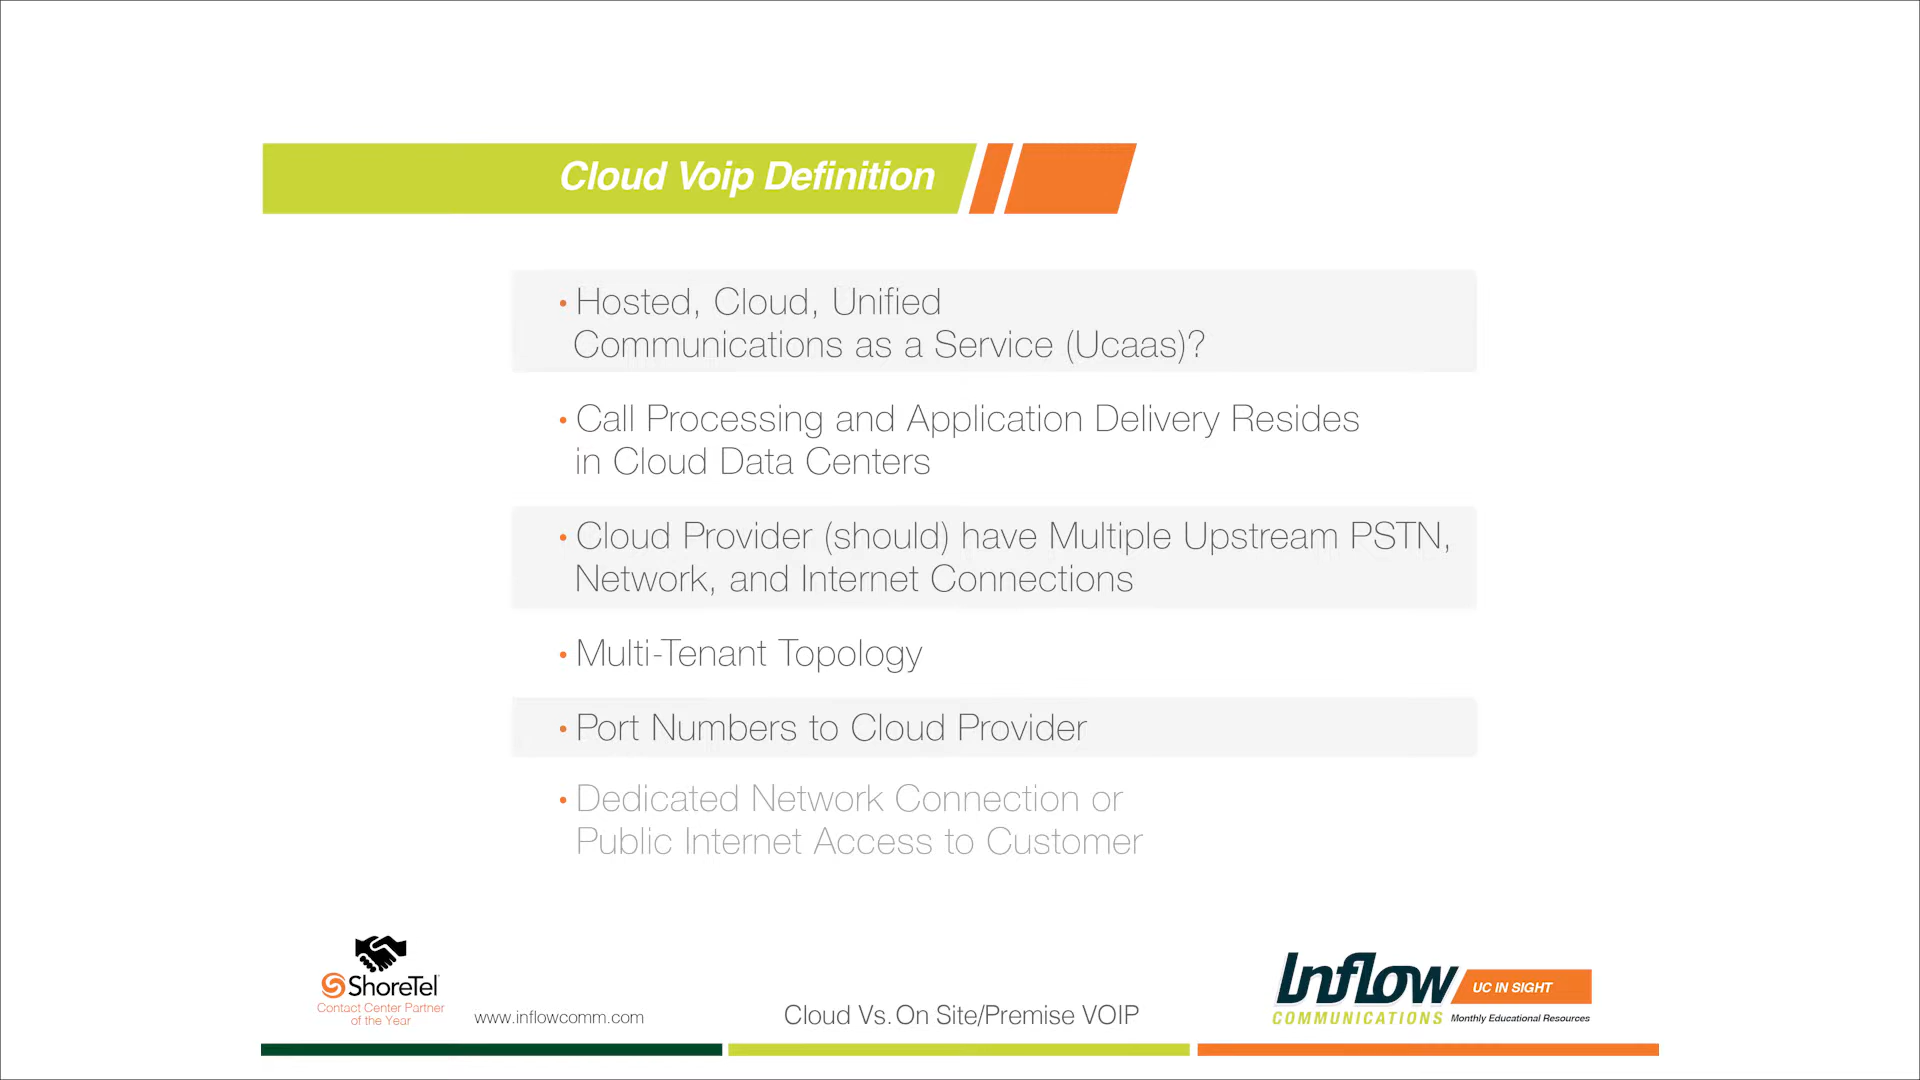 Cloud Voip Definition
• Hosted, Cloud, Unified
Communications as a Service (Ucaas)?
• Call Processing and Application Delivery Resides
in Cloud Data Centers
• Cloud Provider (should) have Multiple Upstream PSTN,
Network, and Internet Connections
• Multi-Tenant Topology
• Port Numbers to Cloud Provider
• Dedicated Network Connection or
Public Internet Access to Customer
ShoreTel
Contact Center Partner
of the Year
www.inflowcomm.com
Cloud Vs. On Site/Premise VOIP
Inflow
COMMUNICATIONS
UC IN SIGHT
Monthly Educational Resources